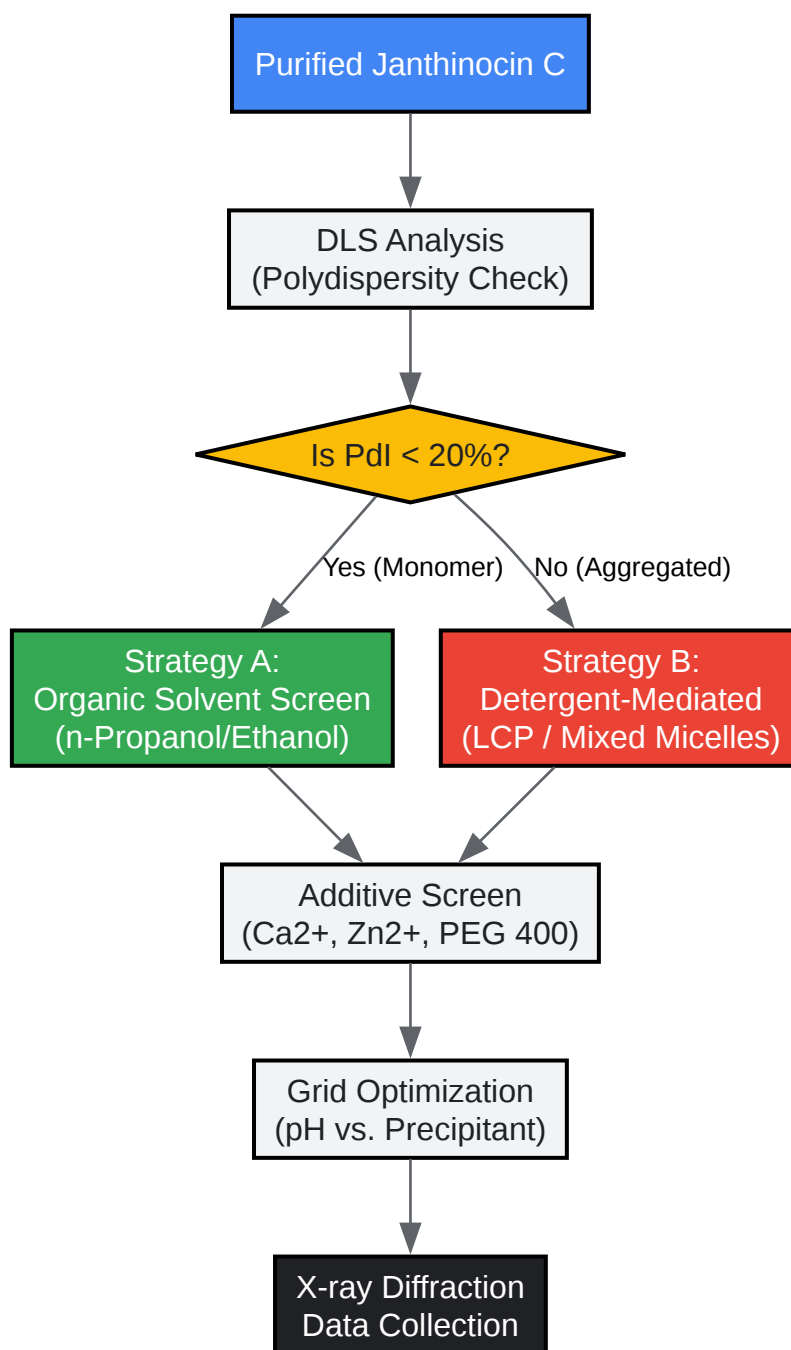 Purified Janthinocin C
DLS Analysis
(Polydispersity Check)
Is PdI < 20%?
Yes (Monomer)
No (Aggregated)
Strategy A:
Organic Solvent Screen
(n-Propanol/Ethanol)
Strategy B:
Detergent-Mediated
(LCP / Mixed Micelles)
Additive Screen
(Ca2+, Zn2+, PEG 400)
Grid Optimization
(pH vs. Precipitant)
X-ray Diffraction
Data Collection